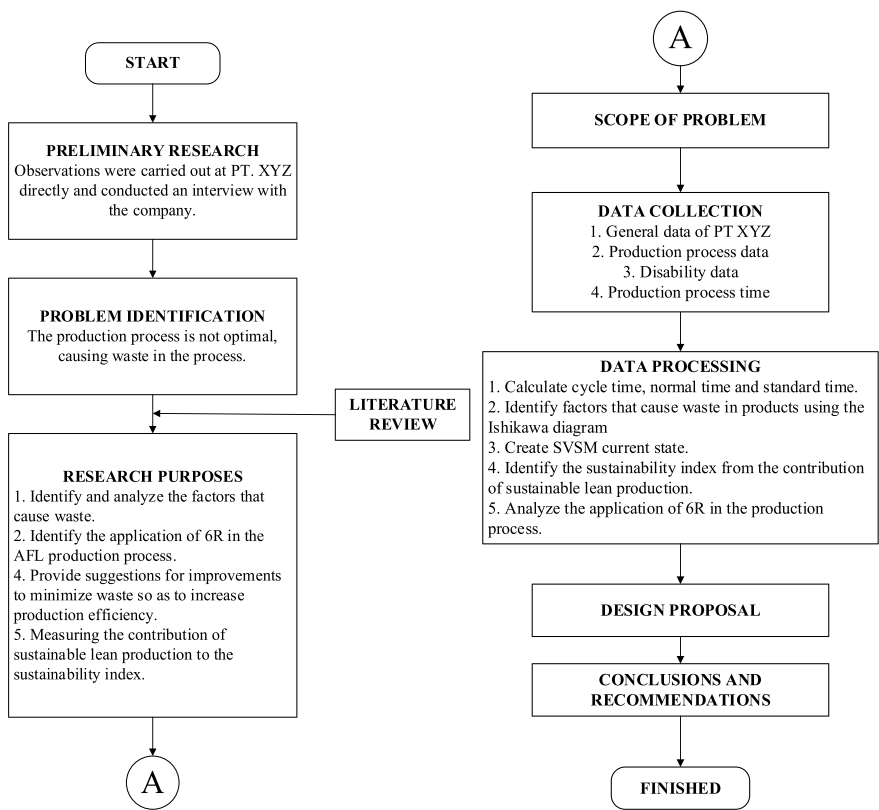 START
PRELIMINARY RESEARCH
Observations were carried out at PT. XYZ
directly and conducted an interview with
the company.
PROBLEM IDENTIFICATION
The production process is not optimal,
causing waste in the process.
LITERATURE
REVIEW
RESEARCH PURPOSES
1. Identify and analyze the factors that
cause waste.
2. Identify the application of 6R in the
AFL production process.
4. Provide suggestions for improvements
to minimize waste so as to increase
production efficiency.
5. Measuring the contribution of
sustainable lean production to the
sustainability index.
A
A
SCOPE OF PROBLEM
DATA COLLECTION
1. General data of PT XYZ
2. Production process data
3. Disability data
4. Production process time
DATA PROCESSING
1. Calculate cycle time, normal time and standard time.
2. Identify factors that cause waste in products using the
Ishikawa diagram
3. Create SVSM current state.
4. Identify the sustainability index from the contribution
of sustainable lean production.
5. Analyze the application of 6R in the production
process.
DESIGN PROPOSAL
CONCLUSIONS AND
RECOMMENDATIONS
FINISHED